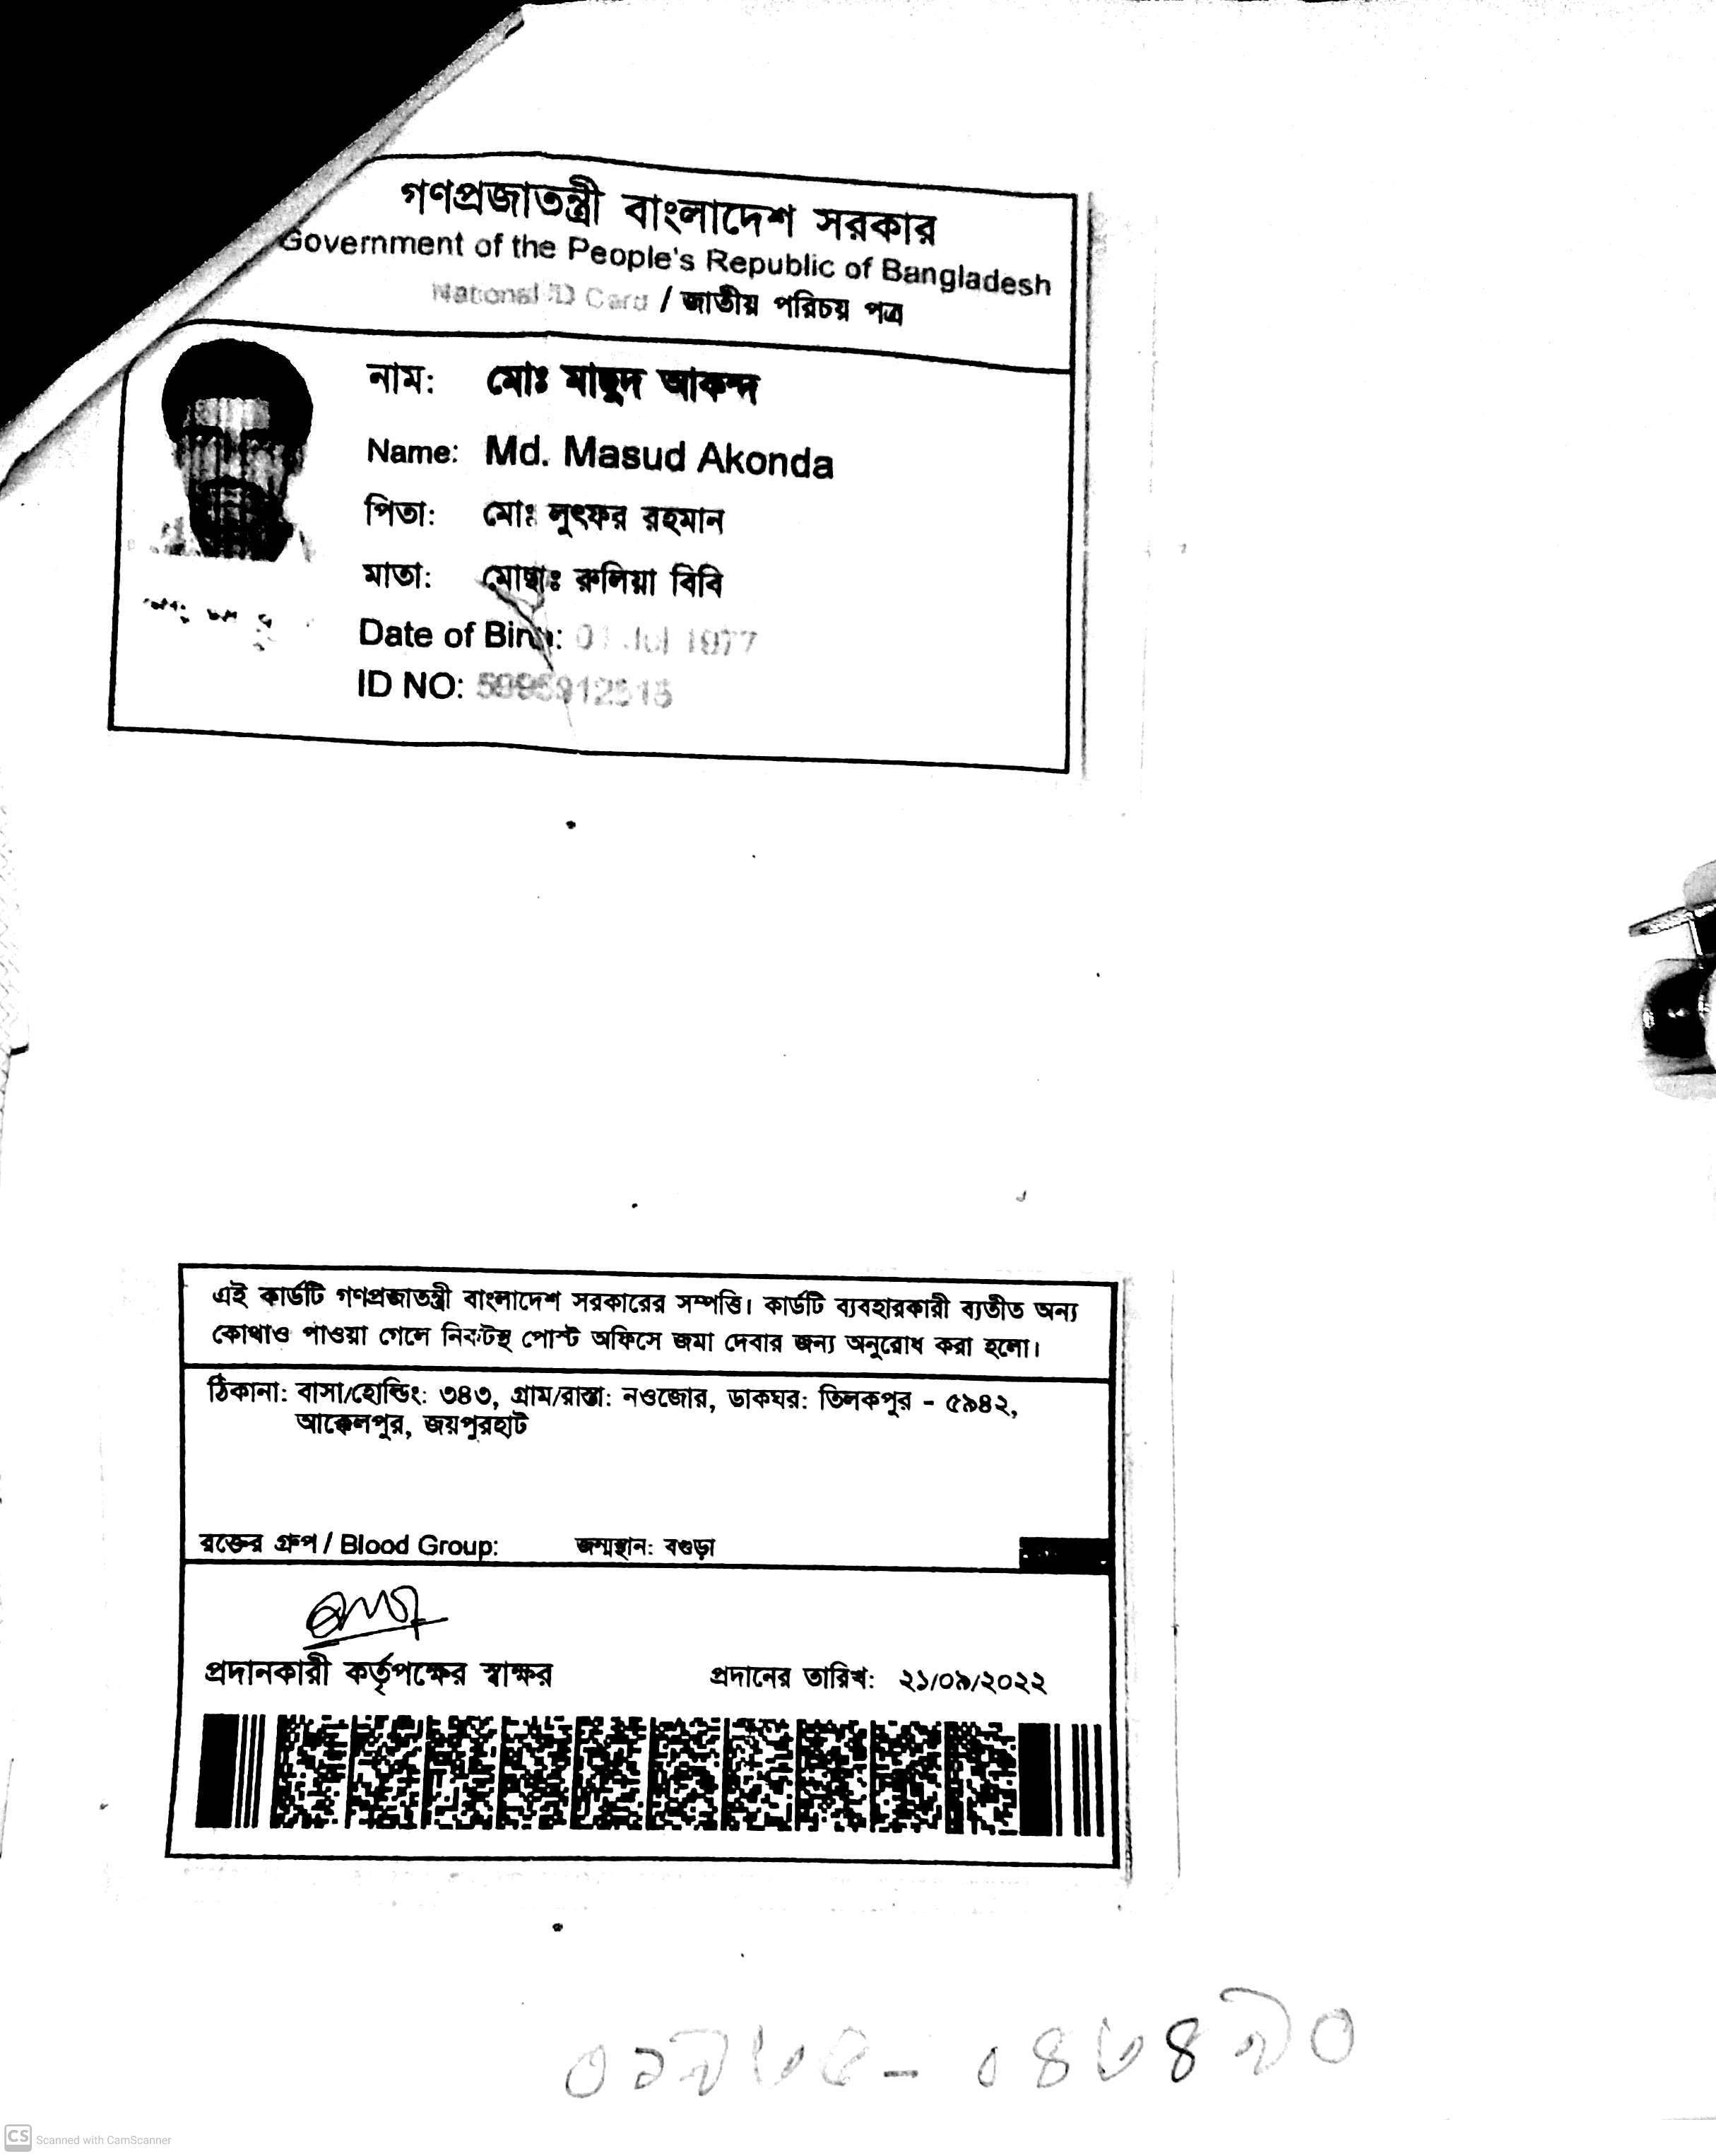 গণপ্রজাতন্ত্রী বাংলাদেশ সরকার
Government of the People's Republic of Bangladesh
National ID Card / জাতীয় পরিচয় পত্র
নাম: মোঃ মাছুদ আকন্দ
Name: Md. Masud Akonda
পিতা: মোঃ লুৎফর রহমান
মাতা: মোছাঃ রুলিয়া বিবি
Date of Birth: 01 Jul 1977
ID NO:
এই কার্ডটি গণপ্রজাতন্ত্রী বাংলাদেশ সরকারের সম্পত্তি। কার্ডটি ব্যবহারকারী ব্যতীত অন্য
কোথাও পাওয়া গেলে নিকটস্থ পোস্ট অফিসে জমা দেবার জন্য অনুরোধ করা হলো।
ঠিকানা: বাসা/হোল্ডিং: ৩৪৩, গ্রাম/রাস্তা: নওজোর, ডাকঘর: তিলকপুর - ৫৯৪২,
আক্কেলপুর, জয়পুরহাট
রক্তের গ্রুপ / Blood Group: জন্মস্থান: বগুড়া
প্রদানকারী কর্তৃপক্ষের স্বাক্ষর প্রদানের তারিখ: ২১/০৯/২০২২
CS Scanned with CamScanner